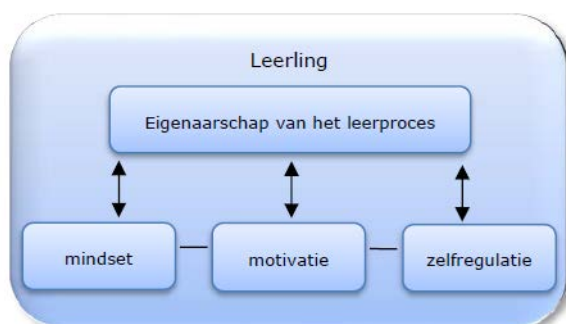 Leerling
Eigenaarschap van het leerproces
mindset
motivatie
zelfregulatie